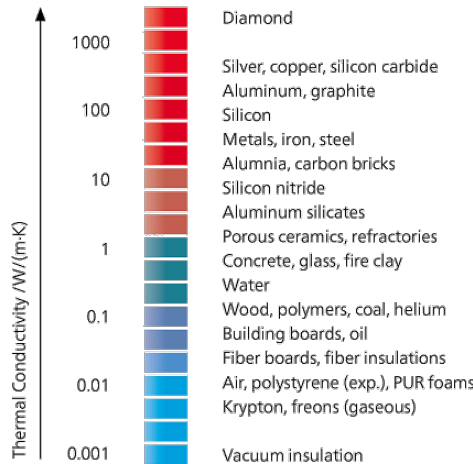 Thermal Conductivity /W/(m·K)
1000
100
10
1
0.1
0.01
0.001
Diamond
Silver, copper, silicon carbide
Aluminum, graphite
Silicon
Metals, iron, steel
Alumnia, carbon bricks
Silicon nitride
Aluminum silicates
Porous ceramics, refractories
Concrete, glass, fire clay
Water
Wood, polymers, coal, helium
Building boards, oil
Fiber boards, fiber insulations
Air, polystyrene (exp.), PUR foams
Krypton, freons (gaseous)
Vacuum insulation